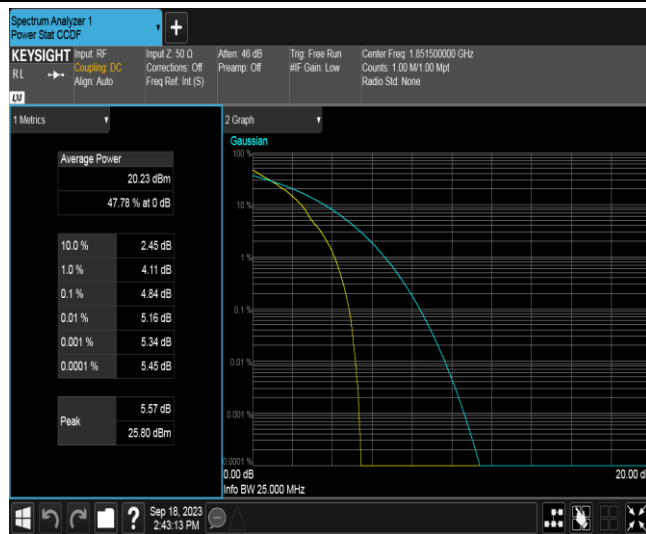 Spectrum Analyzer 1
Power Stat CCDF
+
KEYSIGHT
RL
LXI
Input: RF
Coupling: DC
Align: Auto
Input Z: 50 Ω
Corrections: Off
Freq Ref: Int (S)
Atten: 46 dB
Preamp: Off
Trig: Free Run
#IF Gain: Low
Center Freq: 1.851500000 GHz
Counts: 1.00 M/1.00 Mpt
Radio Std: None
1 Metrics
Average Power
20.23 dBm
47.78 % at 0 dB
10.0 % 2.45 dB
1.0 % 4.11 dB
0.1 % 4.84 dB
0.01 % 5.16 dB
0.001 % 5.34 dB
0.0001 % 5.45 dB
Peak
5.57 dB
25.80 dBm
2 Graph
Gaussian
100 %
10 %
1 %
0.1 %
0.01 %
0.001 %
0.0001 %
0.00 dB
20.00 d
Info BW 25.000 MHz
?
Sep 18, 2023
2:43:13 PM